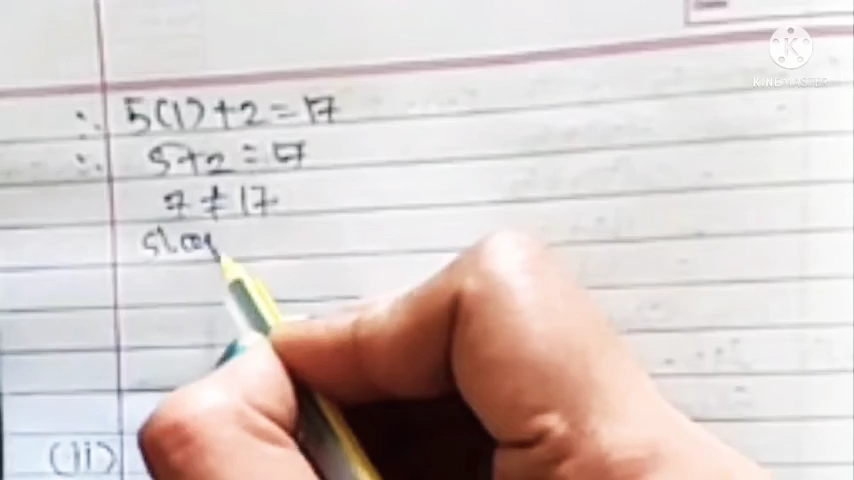 KINEMASTER
∴ 5(1)+2=17
∴ 5+2=17
7≠17
(ii)